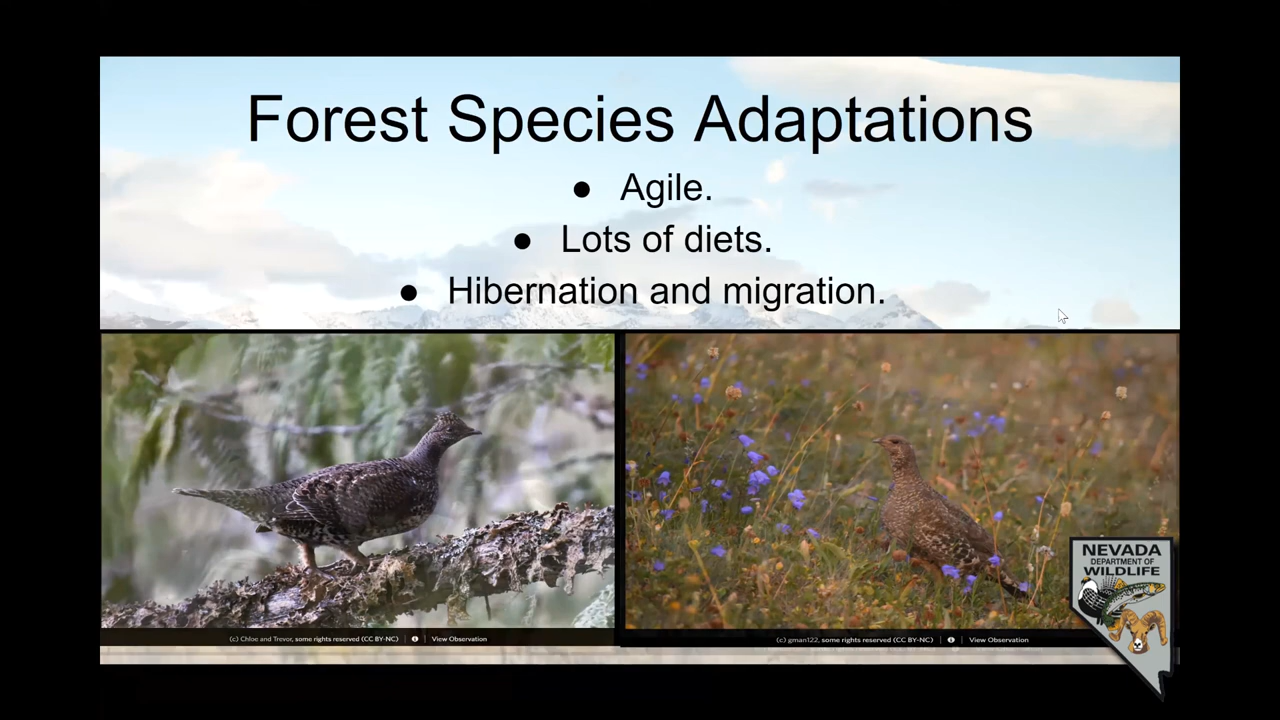 Forest Species Adaptations
● Agile.
● Lots of diets.
● Hibernation and migration.
(c) Chloe and Trevor, some rights reserved (CC BY-NC) | View Observation
(c) gman122, some rights reserved (CC BY-NC) | View Observation
NEVADA
DEPARTMENT OF
WILDLIFE